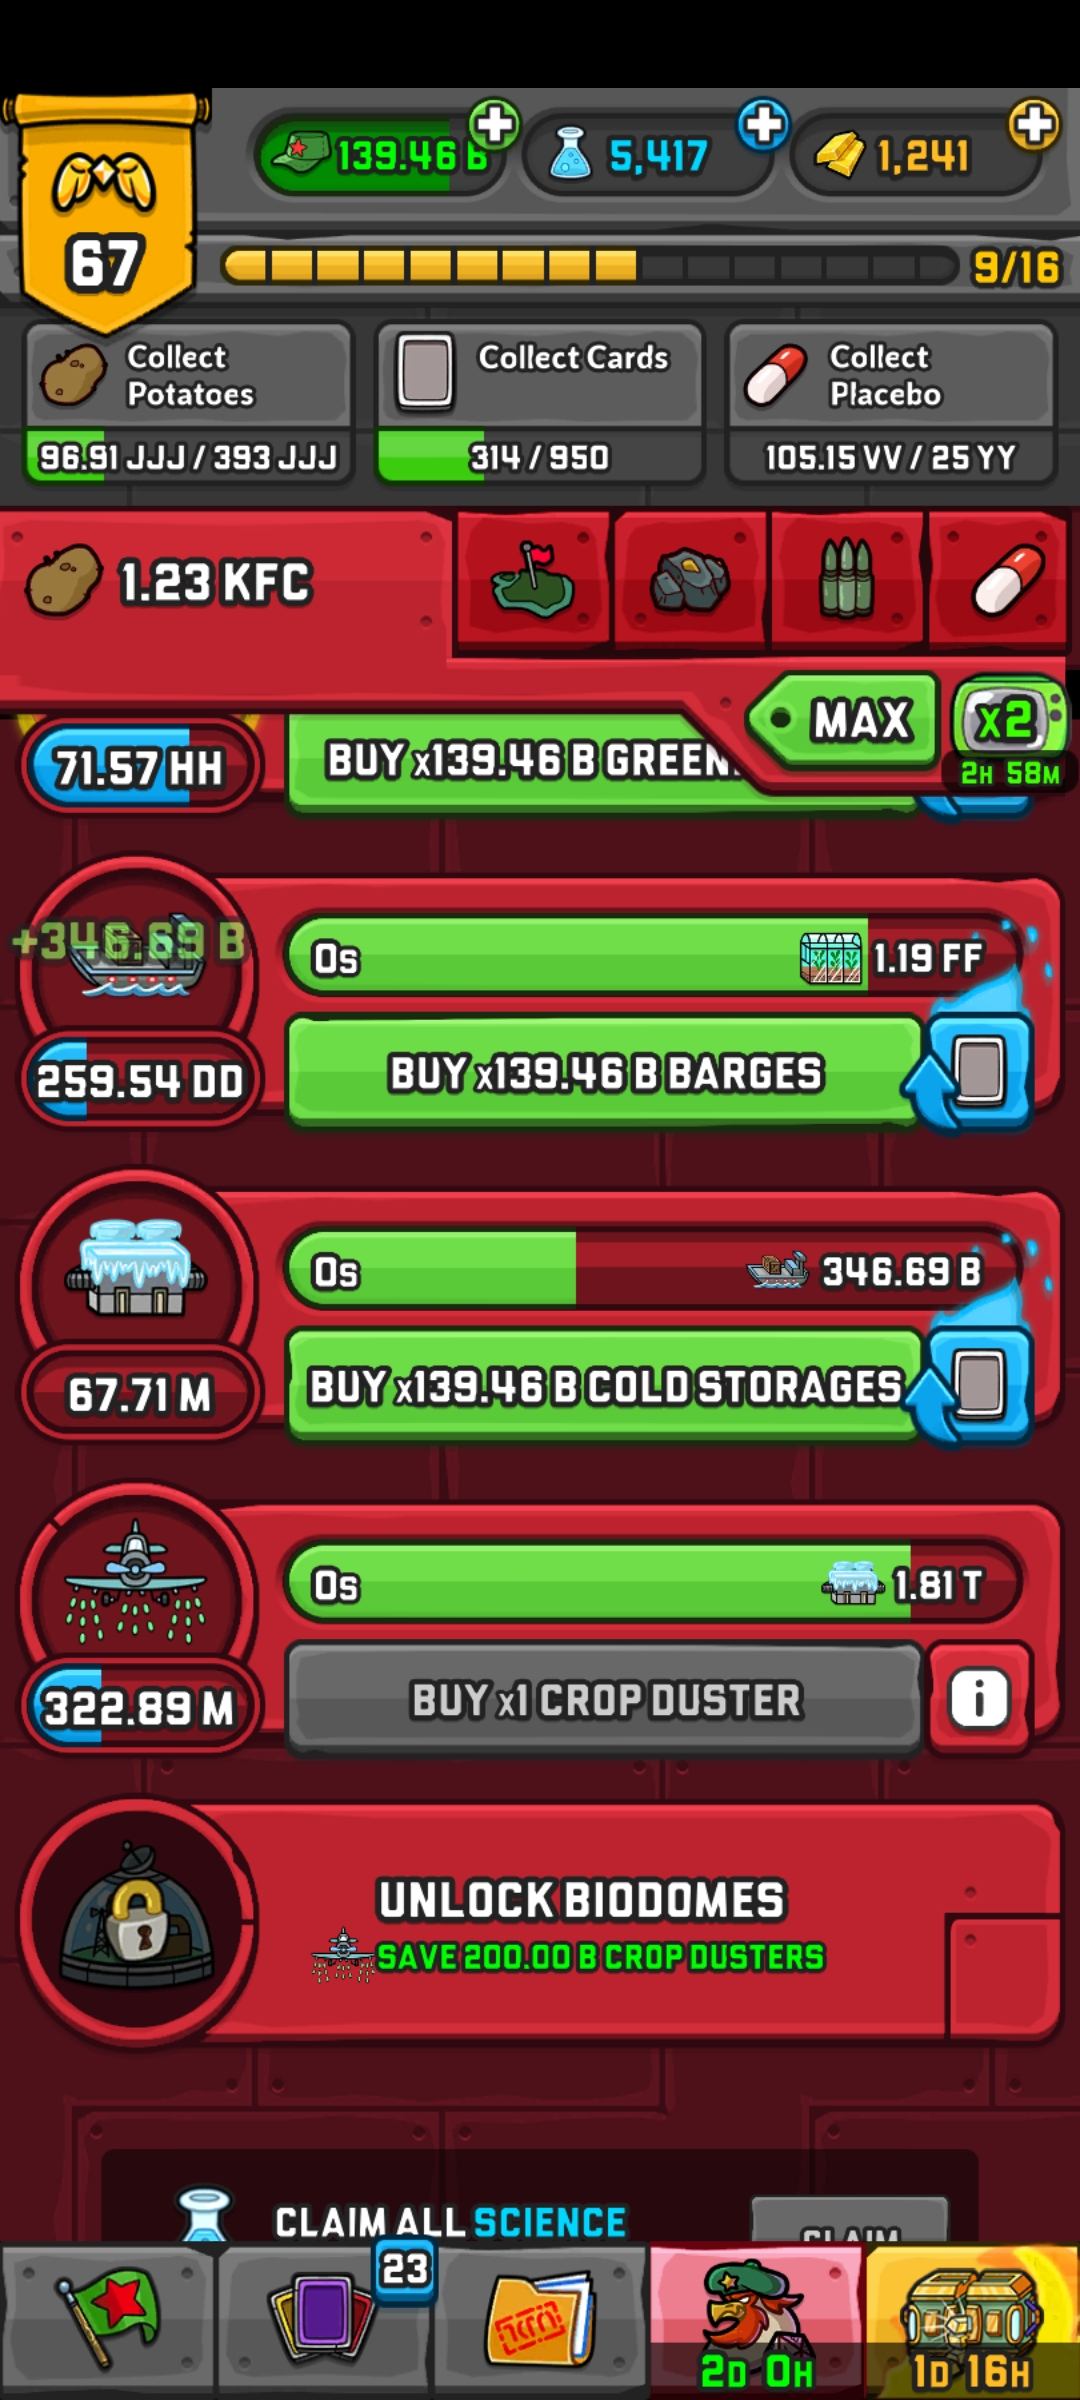 139.46 B
5,417
1,241
67
9/16
Collect
Potatoes
Collect Cards
Collect
Placebo
96.91 JJJ / 393 JJJ
314 / 950
105.15 VV / 25 YY
1.23 KFC
MAX
x2
2H 58M
71.57 HH
BUY x139.46 B GREEN
+346.69 B
0s
1.19 FF
259.54 DD
BUY x139.46 B BARGES
0s
346.69 B
67.71 M
BUY x139.46 B COLD STORAGES
0s
1.81 T
322.89 M
BUY x1 CROP DUSTER
i
UNLOCK BIODOMES
SAVE 200.00 B CROP DUSTERS
CLAIM ALL SCIENCE
CLAIM
23
2D 0H
1D 16H